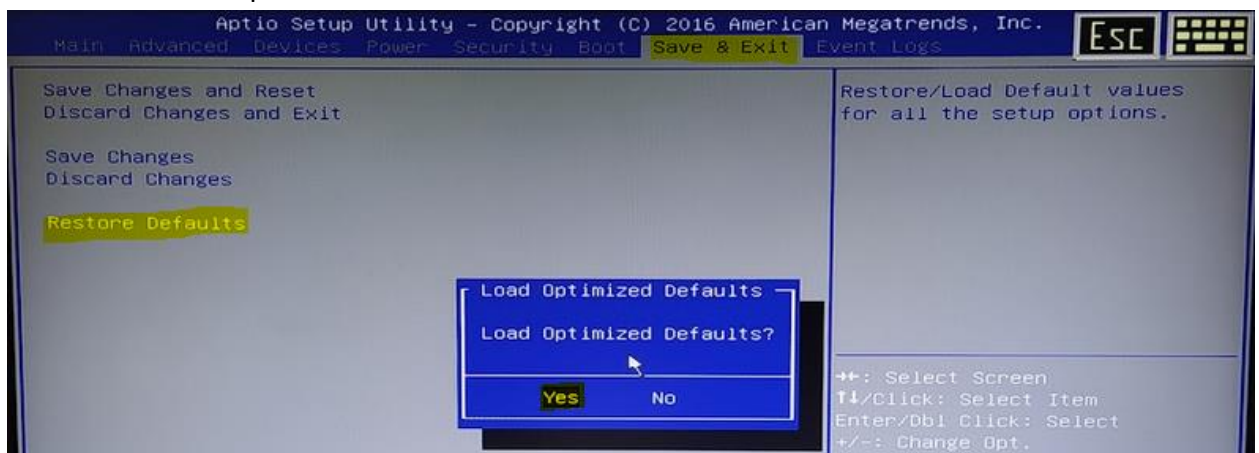 Aptio Setup Utility – Copyright (C) 2016 American Megatrends, Inc.
Main Advanced Devices Power Security Boot Save & Exit Event Logs
Esc
Save Changes and Reset
Discard Changes and Exit
Save Changes
Discard Changes
Restore Defaults
Restore/Load Default values
for all the setup options.
Load Optimized Defaults
Load Optimized Defaults?
Yes No
→←: Select Screen
↑↓/Click: Select Item
Enter/Dbl Click: Select
+/-: Change Opt.